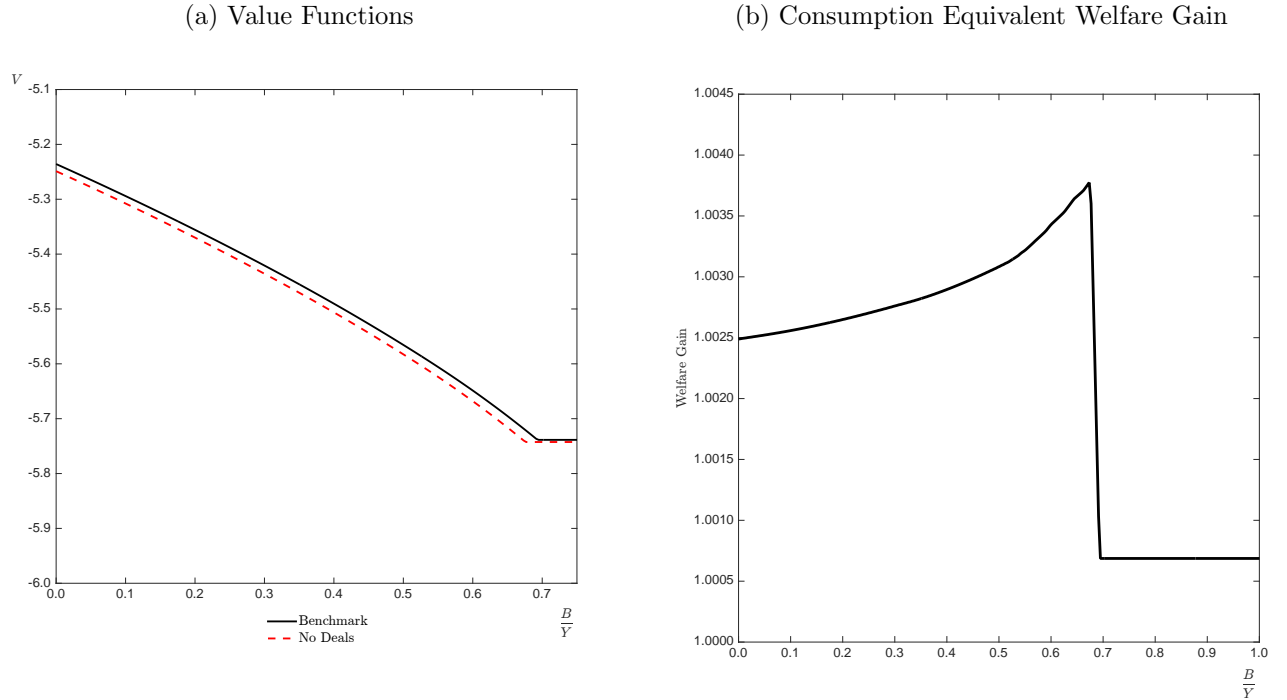 (a) Value Functions
V
-5.1
-5.2
-5.3
-5.4
-5.5
-5.6
-5.7
-5.8
-5.9
-6.0
0.0 0.1 0.2 0.3 0.4 0.5 0.6 0.7
B
Y
Benchmark
No Deals
(b) Consumption Equivalent Welfare Gain
Welfare Gain
1.0045
1.0040
1.0035
1.0030
1.0025
1.0020
1.0015
1.0010
1.0005
1.0000
0.0 0.1 0.2 0.3 0.4 0.5 0.6 0.7 0.8 0.9 1.0
B
Y